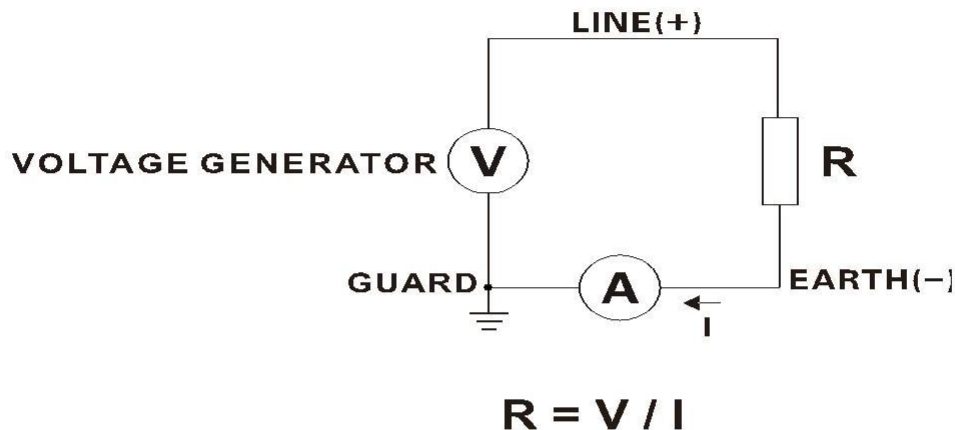 LINE(+)
VOLTAGE GENERATOR
V
R
GUARD
A
EARTH(−)
I
R = V / I